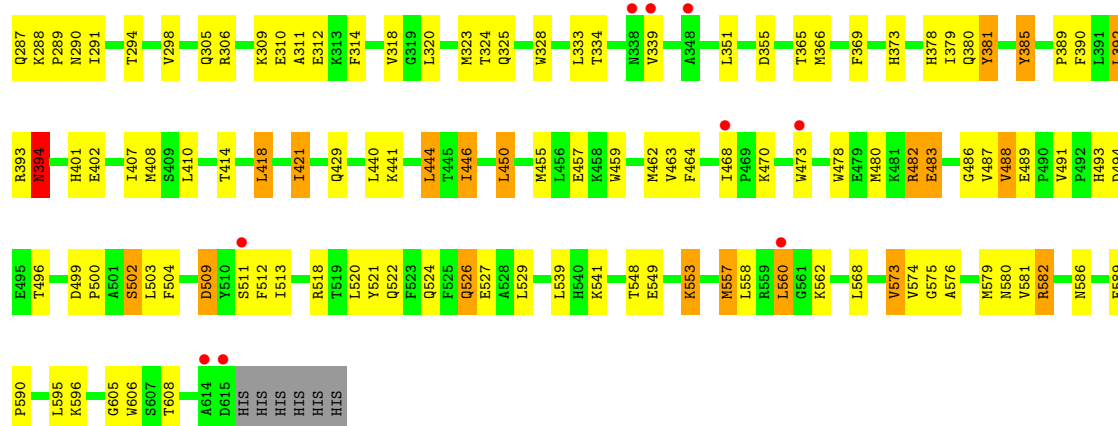 Q287 K288 P299 N290 I291 T294 V298 Q305 R306 K309 E310 A311 E312 K313 F314 V318 G319 L320 M323 T324 Q325 W328 L333 T334 N338 V339 A348 L351 D355 T365 M366 F369 H373 H378 I379 Q380 Y381 Y385 P389 F390 L391 L392
R393 N394 H401 E402 I407 M408 S409 L410 T414 L418 I421 Q429 L440 K441 L444 T445 I446 L450 M455 L456 E457 K458 W459 M462 V463 F464 I468 P469 K470 W473 W478 E479 M480 K481 R482 E483 G486 V487 V488 E489 P490 V491 P492 H493 D494
E495 T496 D499 P500 A501 S502 L503 F504 D509 Y510 S511 F512 I513 R518 T519 L520 Y521 Q522 F523 Q524 F525 Q526 E527 A528 L529 L539 H540 K541 T548 E549 K553 M557 L558 R559 L560 G561 K562 L568 V573 V574 G575 A576 M579 N580 V581 R582 N586 F589
P590 L595 K596 G605 W606 S607 T608 A614 D615 HIS HIS HIS HIS HIS